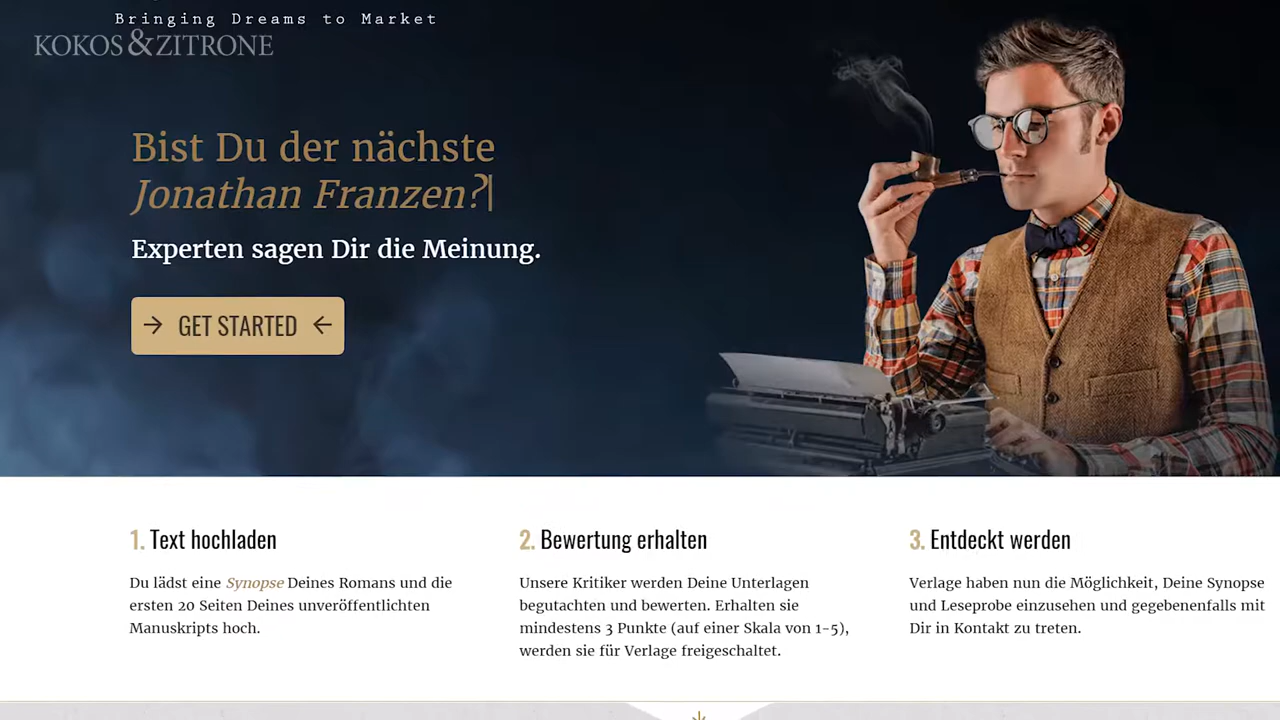 Bringing Dreams to Market
KOKOS&ZITRONE
Bist Du der nächste
Jonathan Franzen?
Experten sagen Dir die Meinung.
→ GET STARTED ←
1. Text hochladen
Du lädst eine Synopse Deines Romans und die
ersten 20 Seiten Deines unveröffentlichten
Manuskripts hoch.
2. Bewertung erhalten
Unsere Kritiker werden Deine Unterlagen
begutachten und bewerten. Erhalten sie
mindestens 3 Punkte (auf einer Skala von 1-5),
werden sie für Verlage freigeschaltet.
3. Entdeckt werden
Verlage haben nun die Möglichkeit, Deine Synopse
und Leseprobe einzusehen und gegebenenfalls mit
Dir in Kontakt zu treten.